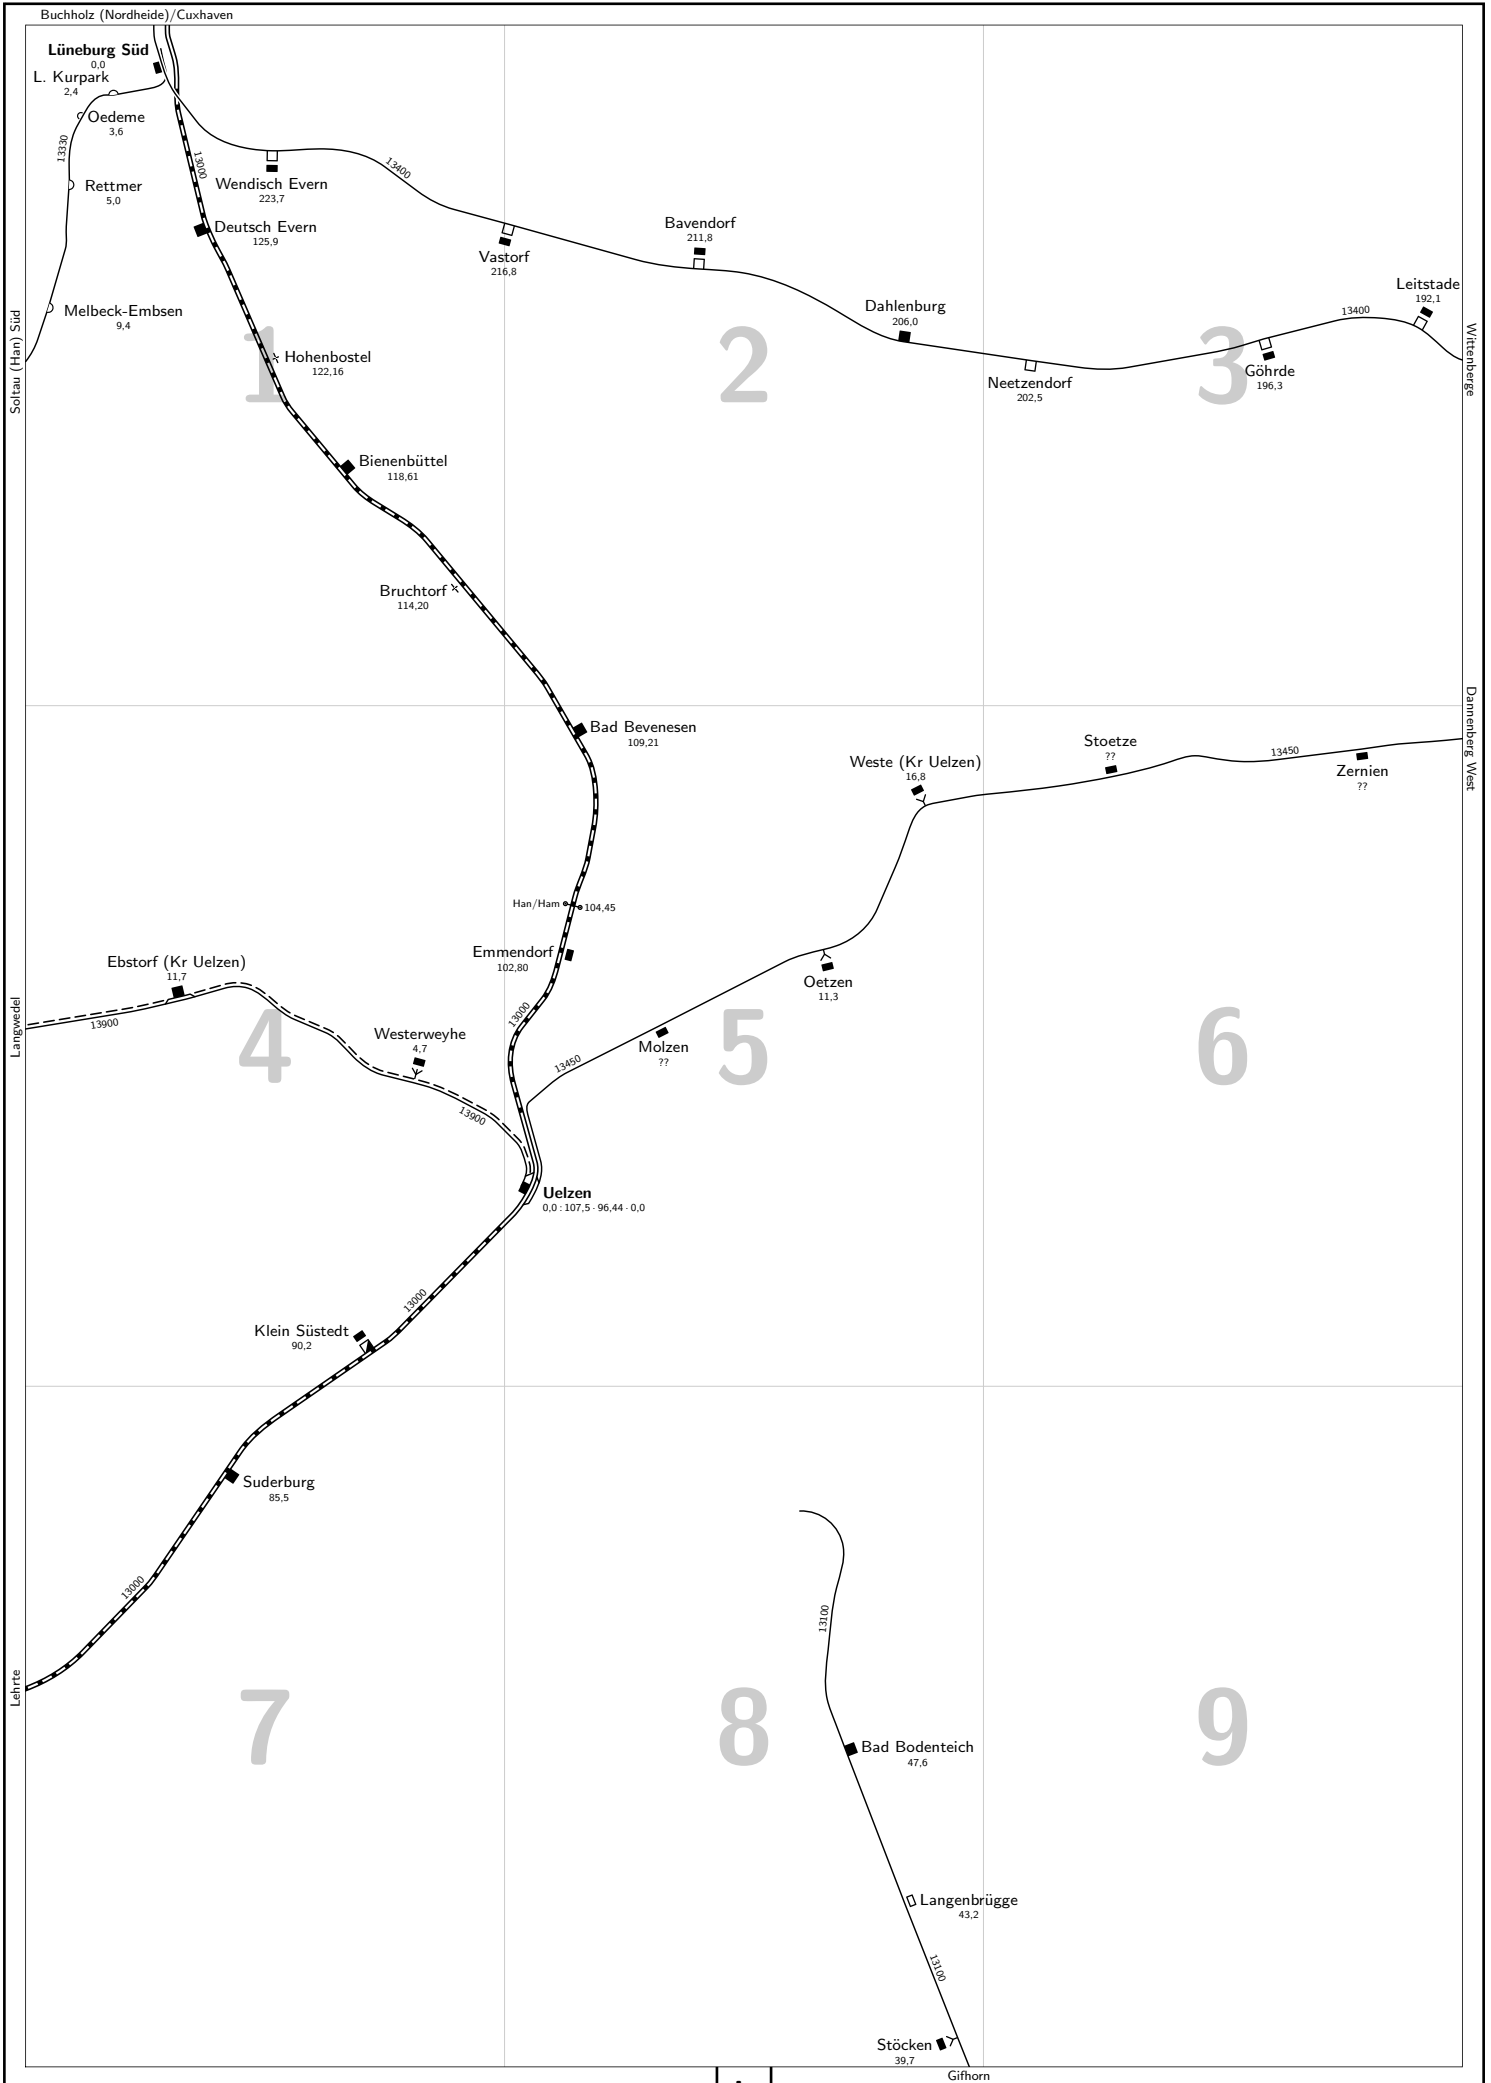 Buchholz (Nordheide)/Cuxhaven
Lüneburg Süd
0,0
L. Kurpark
2,4
Oedeme
3,6
13330
13000
Rettmer
5,0
Wendisch Evern
223,7
13400
Deutsch Evern
125,9
Vastorf
216,8
Bavendorf
211,8
Melbeck-Embsen
9,4
Soltau (Han) Süd
Dahlenburg
206,0
Leitstade
192,1
13400
Wittenberge
Hohenbostel
122,16
1
2
3
Neetzendorf
202,5
Göhrde
196,3
Bienenbüttel
118,61
Bruchtorf
114,20
Dannenberg West
Bad Bevenesen
109,21
Weste (Kr Uelzen)
16,8
Stoetze
??
13450
Zernien
??
Han/Ham
104,45
Emmendorf
102,80
Ebstorf (Kr Uelzen)
11,7
Oetzen
11,3
Langwedel
13900
13000
Westerweyhe
4,7
4
5
6
Molzen
??
13450
13900
Uelzen
0,0 : 107,5 · 96,44 · 0,0
13000
Klein Süstedt
90,2
Suderburg
85,5
13000
13100
Lehrte
7
8
9
Bad Bodenteich
47,6
Langenbrügge
43,2
13100
Stöcken
39,7
Gifhorn